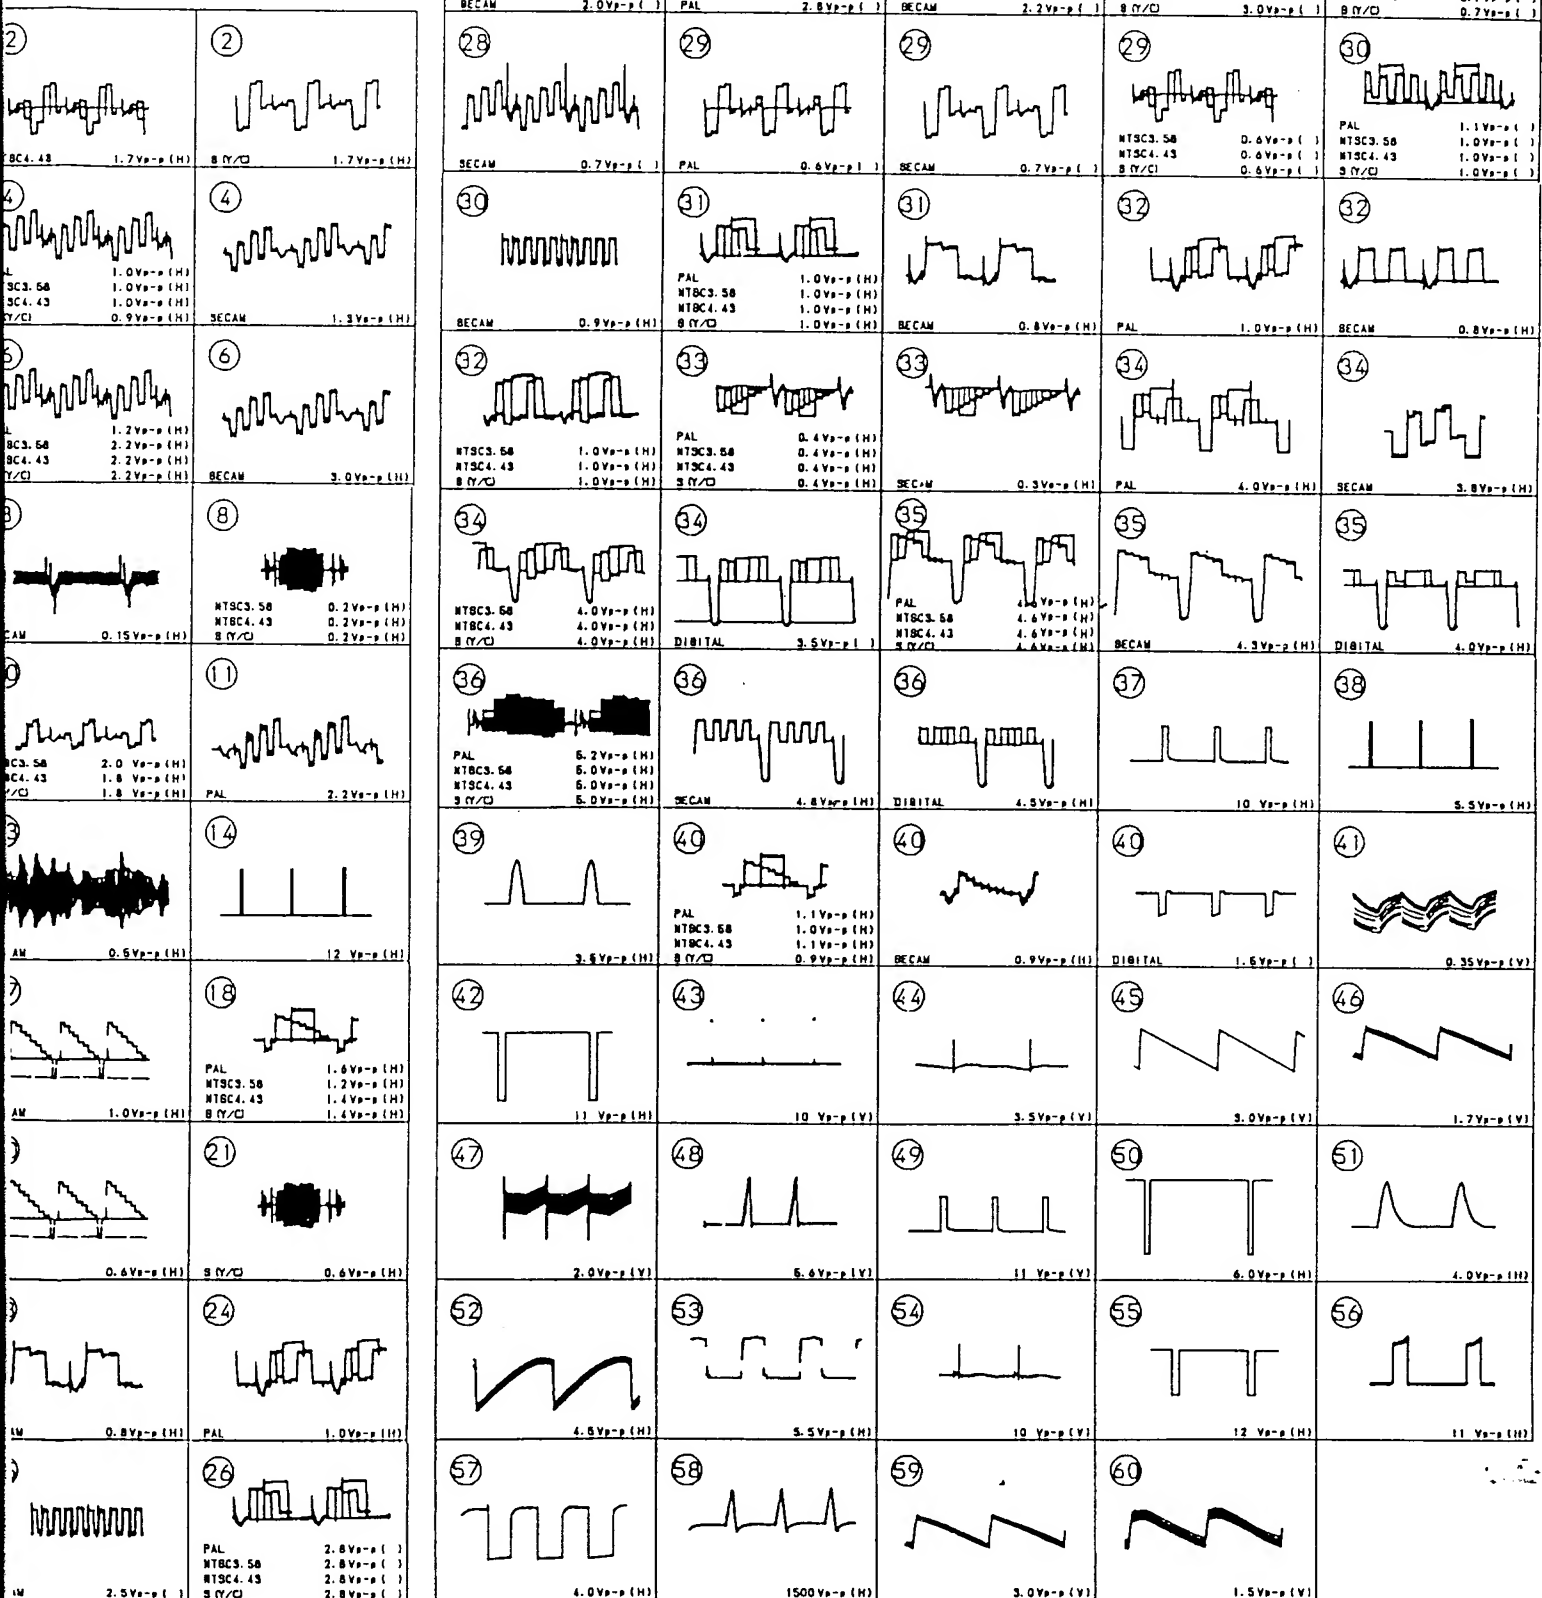 SECAM 2.0Vp-p( ) PAL 2.8Vp-p( ) SECAM 2.2Vp-p( ) S (Y/C) 3.0Vp-p( ) S (Y/C) 0.7Vp-p( )
2 2 28 29 29 29 30
PAL 1.1Vp-p( )
NTSC3.58 0.6Vp-p( ) NTSC3.58 1.0Vp-p( )
NTSC4.43 0.6Vp-p( ) NTSC4.43 1.0Vp-p( )
1.7Vp-p(H) S (Y/C) 1.7Vp-p(H) SECAM 0.7Vp-p( ) PAL 0.6Vp-p( ) SECAM 0.7Vp-p( ) S (Y/C) 0.6Vp-p( ) S (Y/C) 1.0Vp-p( )
4 4 30 31 31 32 32
1.0Vp-p(H) PAL 1.0Vp-p(H)
1.0Vp-p(H) NTSC3.58 1.0Vp-p(H)
1.0Vp-p(H) NTSC4.43 1.0Vp-p(H)
0.9Vp-p(H) SECAM 1.3Vp-p(H) SECAM 0.9Vp-p(H) S (Y/C) 1.0Vp-p(H) SECAM 0.8Vp-p(H) PAL 1.0Vp-p(H) SECAM 0.8Vp-p(H)
6 32 33 33 34 34
1.2Vp-p(H) PAL 0.4Vp-p(H)
2.2Vp-p(H) NTSC3.58 1.0Vp-p(H) NTSC3.58 0.4Vp-p(H)
2.2Vp-p(H) NTSC4.43 1.0Vp-p(H) NTSC4.43 0.4Vp-p(H)
2.2Vp-p(H) SECAM 3.0Vp-p(H) S (Y/C) 1.0Vp-p(H) S (Y/C) 0.4Vp-p(H) SECAM 0.3Vp-p(H) PAL 4.0Vp-p(H) SECAM 3.8Vp-p(H)
8 34 34 35 35 35
PAL
NTSC3.58 0.2Vp-p(H) NTSC3.58 4.0Vp-p(H) NTSC3.58 4.6Vp-p(H)
NTSC4.43 0.2Vp-p(H) NTSC4.43 4.0Vp-p(H) NTSC4.43 4.6Vp-p(H)
0.15Vp-p(H) S (Y/C) 0.2Vp-p(H) S (Y/C) 4.0Vp-p(H) DIGITAL 3.5Vp-p( ) S (Y/C) 4.6Vp-p(H) SECAM 4.3Vp-p(H) DIGITAL 4.0Vp-p(H)
11 36 36 36 37 38
PAL 5.2Vp-p(H)
2.0 Vp-p(H) NTSC3.58 5.0Vp-p(H)
1.8 Vp-p(H) NTSC4.43 5.0Vp-p(H)
1.8 Vp-p(H) PAL 2.2Vp-p(H) S (Y/C) 5.0Vp-p(H) SECAM 4.8Vp-p(H) DIGITAL 4.5Vp-p(H) 10 Vp-p(H) 5.5Vp-p(H)
14 39 40 40 40 41
PAL 1.1Vp-p(H)
NTSC3.58 1.0Vp-p(H)
NTSC4.43 1.1Vp-p(H)
0.5Vp-p(H) 12 Vp-p(H) 3.5Vp-p(H) S (Y/C) 0.9Vp-p(H) SECAM 0.9Vp-p(H) DIGITAL 1.5Vp-p( ) 0.35Vp-p(V)
18 42 43 44 45 46
PAL 1.6Vp-p(H)
NTSC3.58 1.2Vp-p(H)
NTSC4.43 1.4Vp-p(H)
1.0Vp-p(H) S (Y/C) 1.4Vp-p(H) 11 Vp-p(H) 10 Vp-p(V) 3.5Vp-p(V) 3.0Vp-p(V) 1.7Vp-p(V)
21 47 48 49 50 51
0.6Vp-p(H) S (Y/C) 0.6Vp-p(H) 2.0Vp-p(V) 5.6Vp-p(V) 11 Vp-p(V) 6.0Vp-p(H) 4.0Vp-p(H)
24 52 53 54 55 56
0.8Vp-p(H) PAL 1.0Vp-p(H) 4.5Vp-p(H) 5.5Vp-p(H) 10 Vp-p(V) 12 Vp-p(H) 11 Vp-p(H)
26 57 58 59 60
PAL 2.8Vp-p( )
NTSC3.58 2.8Vp-p( )
NTSC4.43 2.8Vp-p( )
2.5Vp-p( ) S (Y/C) 2.8Vp-p( ) 4.0Vp-p(H) 1500Vp-p(H) 3.0Vp-p(V) 1.5Vp-p(V)